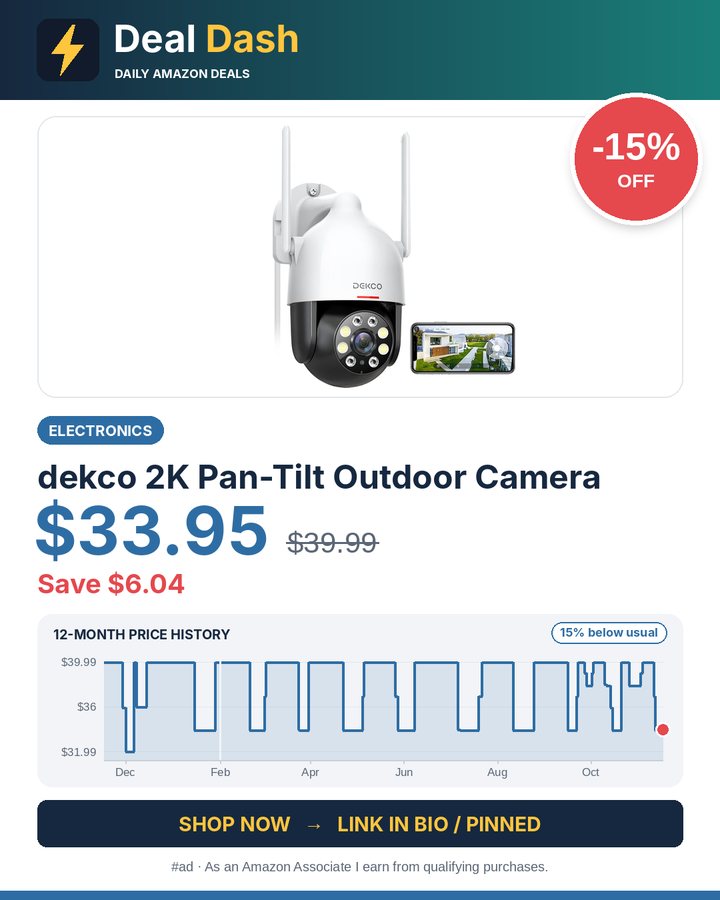 Deal Dash
DAILY AMAZON DEALS
-15%
OFF
DEKCO
ELECTRONICS
dekco 2K Pan-Tilt Outdoor Camera
$33.95 $39.99
Save $6.04
12-MONTH PRICE HISTORY
15% below usual
$39.99
$36
$31.99
Dec Feb Apr Jun Aug Oct
SHOP NOW → LINK IN BIO / PINNED
#ad · As an Amazon Associate I earn from qualifying purchases.